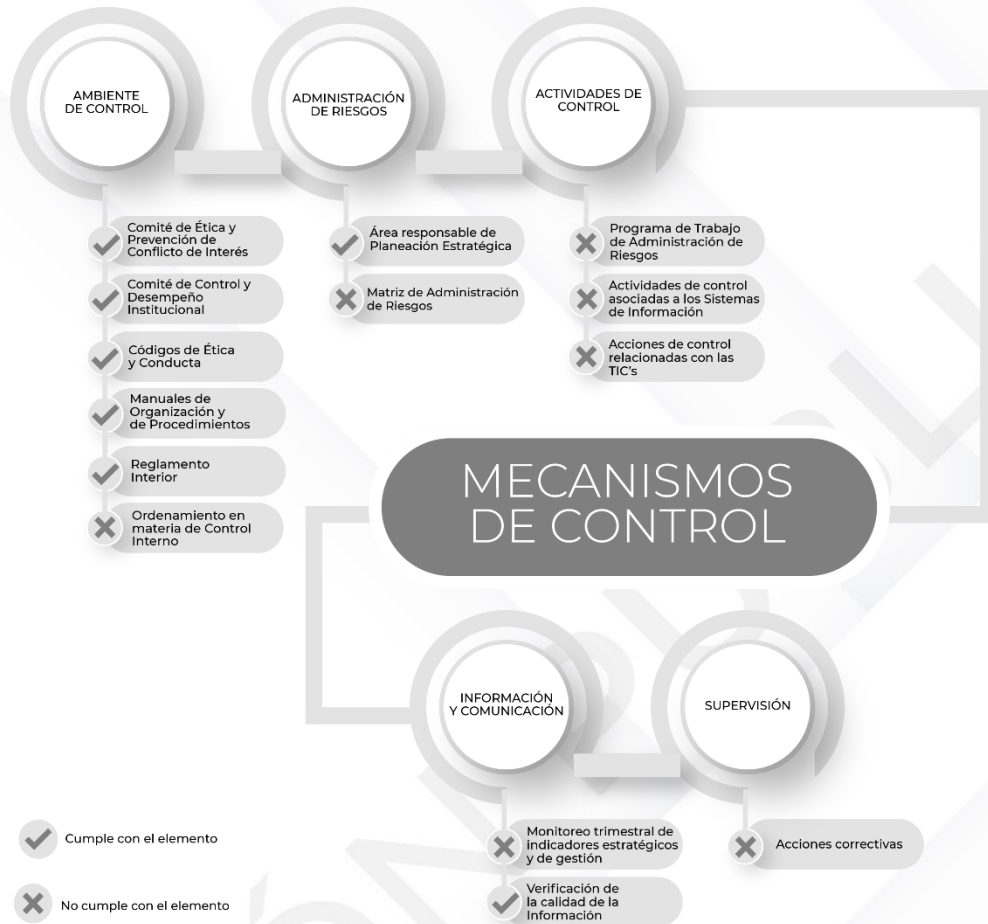 AMBIENTE
DE CONTROL
ADMINISTRACIÓN
DE RIESGOS
ACTIVIDADES DE
CONTROL
Comité de Ética y
Prevención de
Conflicto de Interés
Comité de Control y
Desempeño
Institucional
Códigos de Ética
y Conducta
Manuales de
Organización y
de Procedimientos
Reglamento
Interior
Ordenamiento en
materia de Control
Interno
Área responsable de
Planeación Estratégica
Matriz de Administración
de Riesgos
Programa de Trabajo
de Administración de
Riesgos
Actividades de control
asociadas a los Sistemas
de Información
Acciones de control
relacionadas con las
TIC's
MECANISMOS
DE CONTROL
INFORMACIÓN
Y COMUNICACIÓN
SUPERVISIÓN
Monitoreo trimestral de
indicadores estratégicos
y de gestión
Verificación de
la calidad de la
Información
Acciones correctivas
Cumple con el elemento
No cumple con el elemento